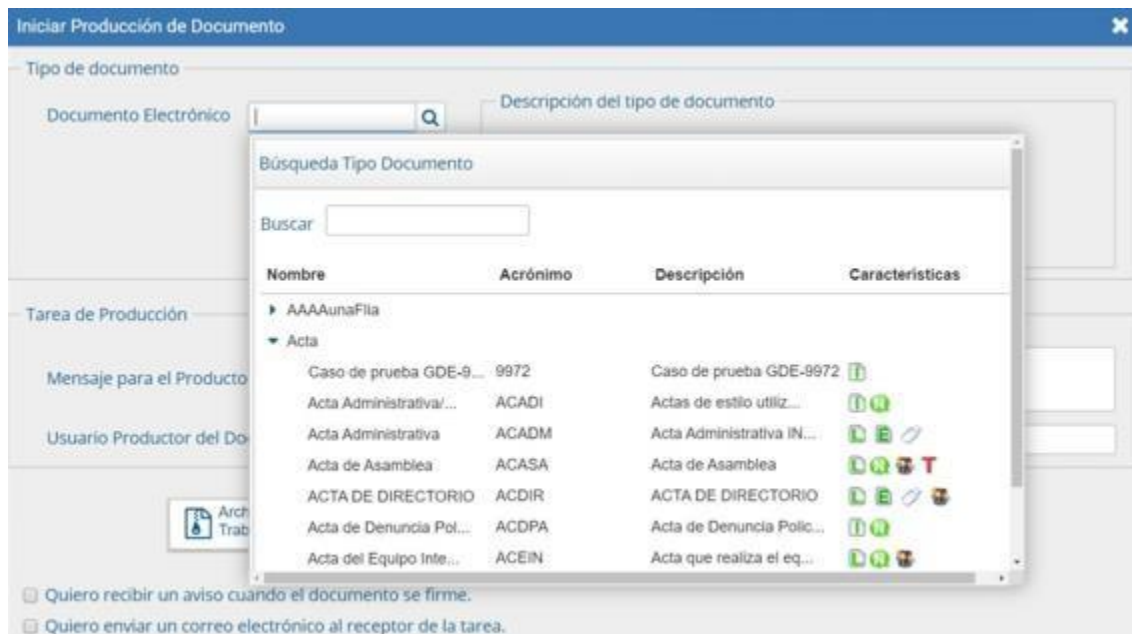 Iniciar Producción de Documento
Tipo de documento
Documento Electrónico
Descripción del tipo de documento
Búsqueda Tipo Documento
Buscar
Nombre Acrónimo Descripción Características
AAAAunaFlia
Acta
Caso de prueba GDE-9... 9972 Caso de prueba GDE-9972
Acta Administrativa/... ACADI Actas de estilo utiliz...
Acta Administrativa ACADM Acta Administrativa IN...
Acta de Asamblea ACASA Acta de Asamblea T
ACTA DE DIRECTORIO ACDIR ACTA DE DIRECTORIO
Acta de Denuncia Pol... ACDPA Acta de Denuncia Polic...
Acta del Equipo Inte... ACEIN Acta que realiza el eq...
Tarea de Producción
Mensaje para el Producto
Usuario Productor del Do
Arch
Trab
Quiero recibir un aviso cuando el documento se firme.
Quiero enviar un correo electrónico al receptor de la tarea.